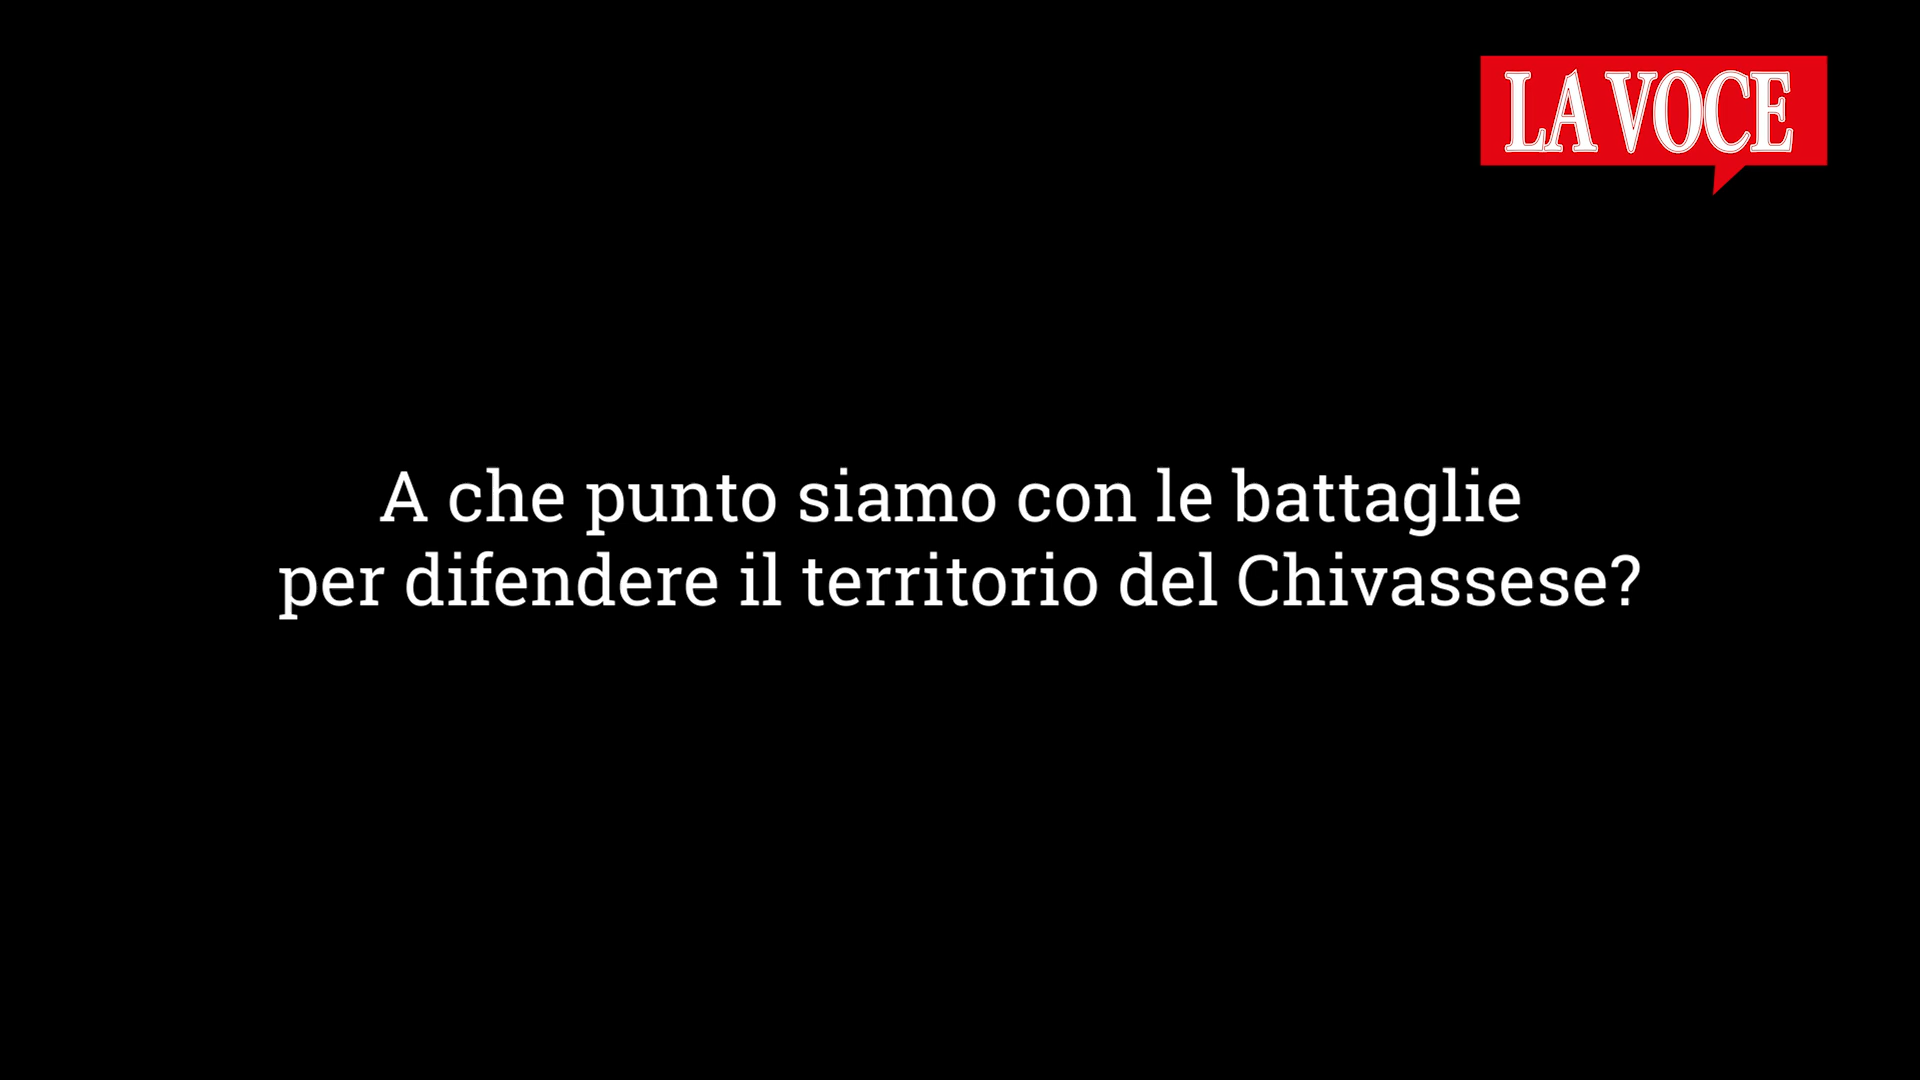 LA VOCE
A che punto siamo con le battaglie
per difendere il territorio del Chivassese?